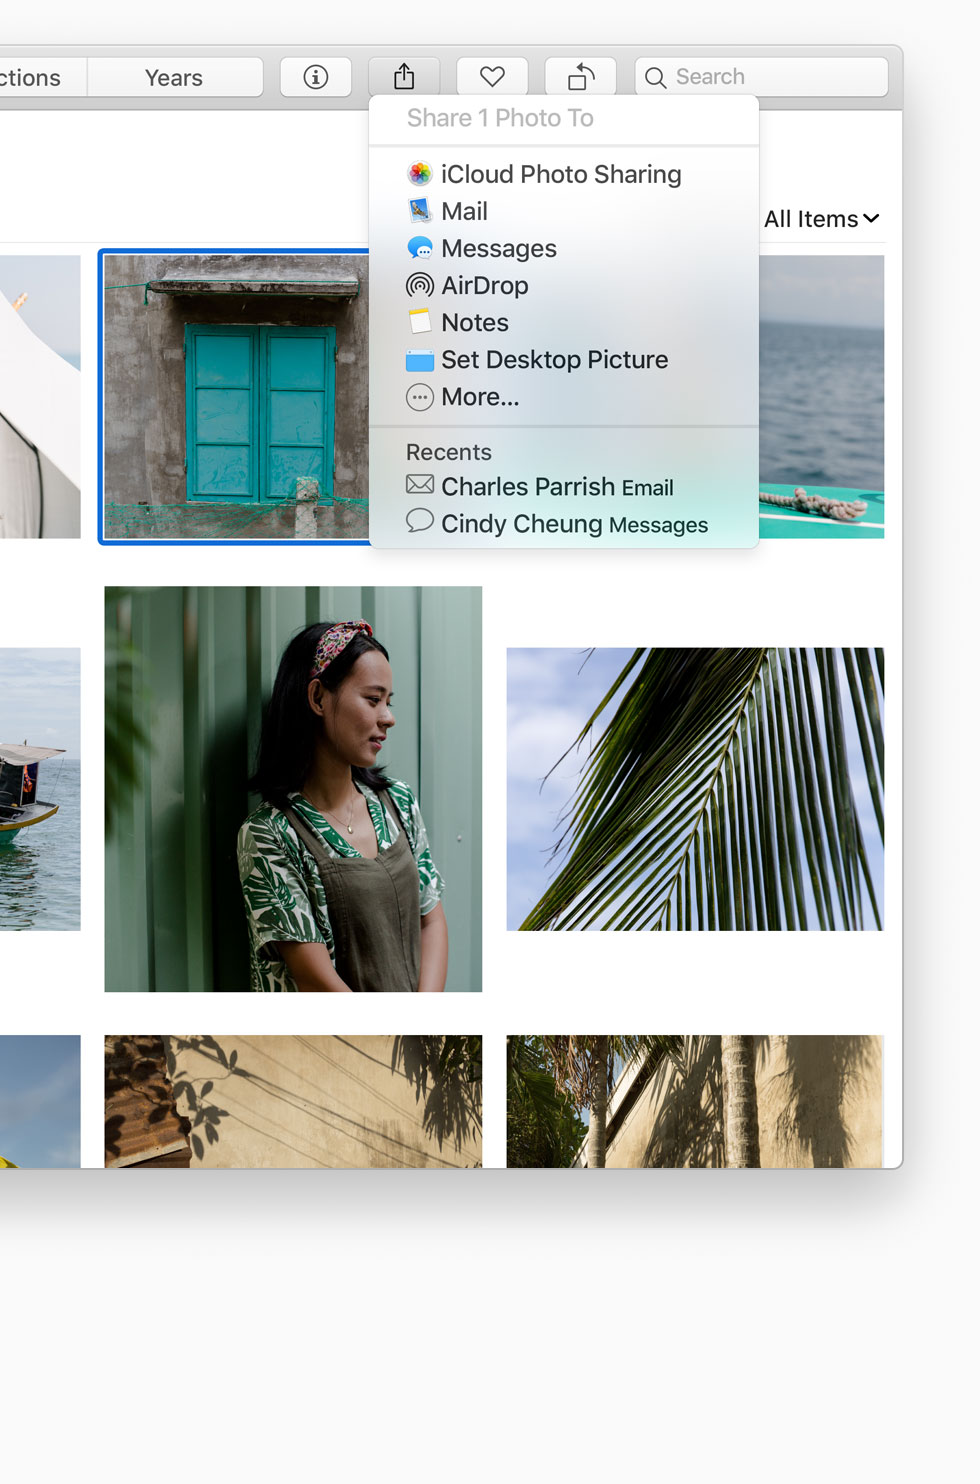 ctions
Years
Search
Share 1 Photo To
iCloud Photo Sharing
Mail
Messages
AirDrop
Notes
Set Desktop Picture
More...
Recents
Charles Parrish Email
Cindy Cheung Messages
All Items